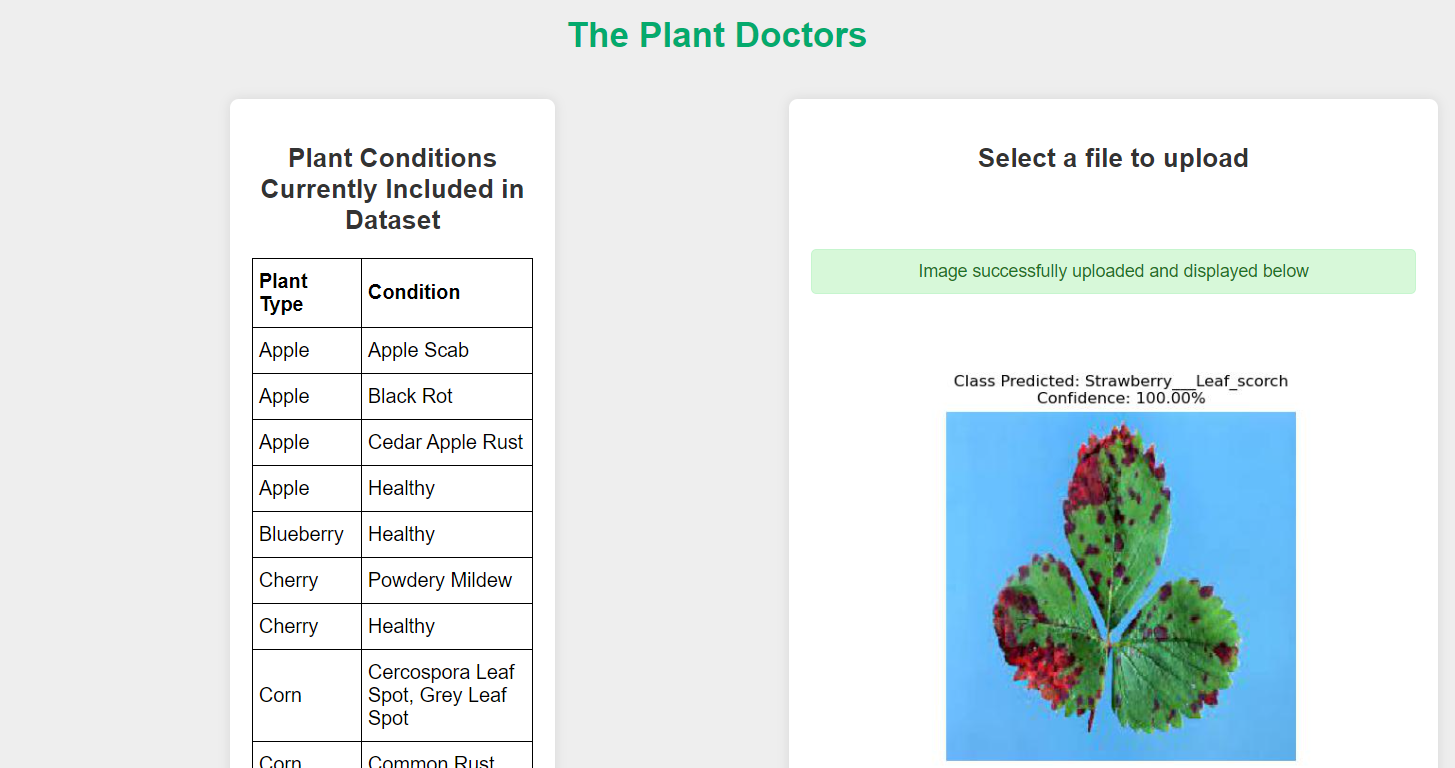 The Plant Doctors
Plant Conditions
Currently Included in
Dataset
Plant
Type
Condition
Apple
Apple Scab
Apple
Black Rot
Apple
Cedar Apple Rust
Apple
Healthy
Blueberry
Healthy
Cherry
Powdery Mildew
Cherry
Healthy
Corn
Cercospora Leaf
Spot, Grey Leaf
Spot
Corn
Common Rust
Select a file to upload
Image successfully uploaded and displayed below
Class Predicted: Strawberry___Leaf_scorch
Confidence: 100.00%